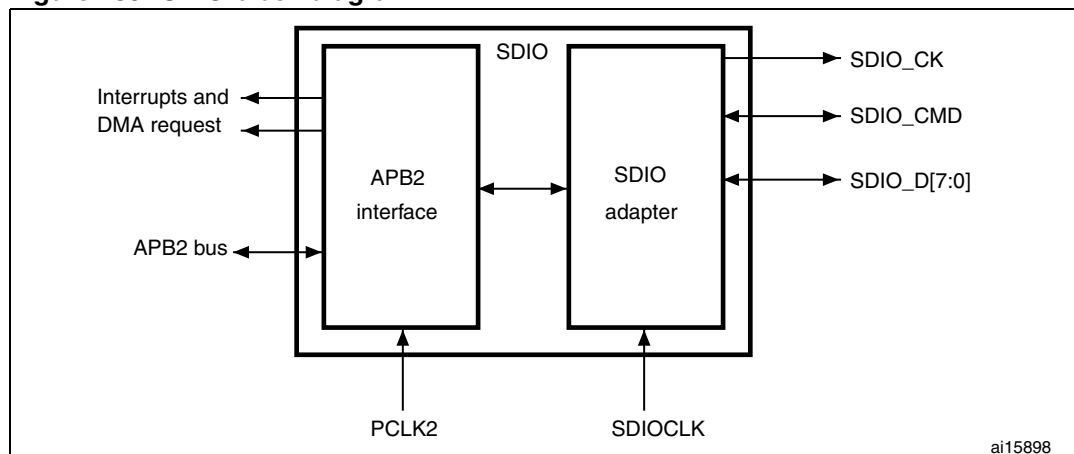 SDIO
SDIO_CK
Interrupts and
DMA request
SDIO_CMD
APB2
interface
SDIO
adapter
SDIO_D[7:0]
APB2 bus
PCLK2
SDIOCLK
ai15898